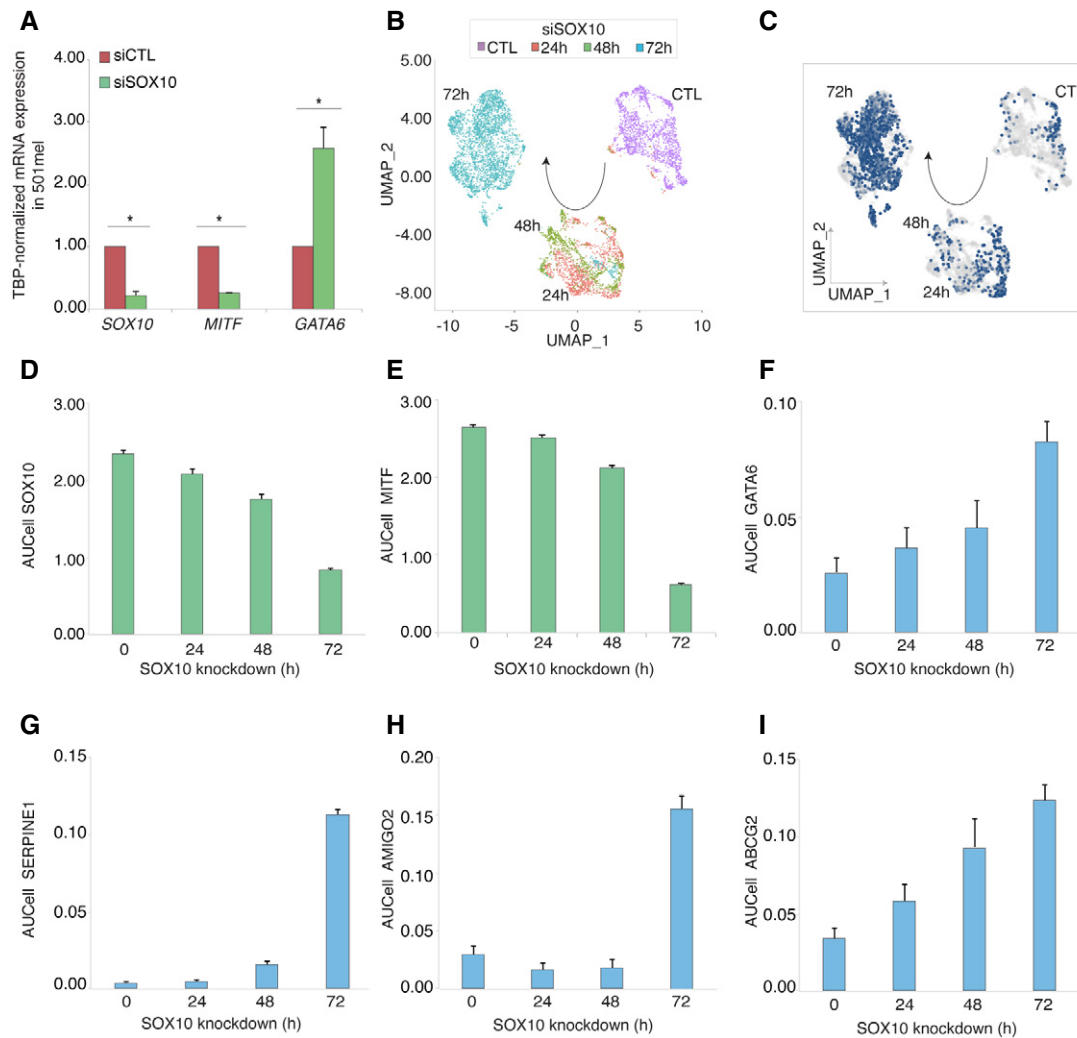 A
TBP-normalized mRNA expression
in 501mel
4.00
3.00
2.00
1.00
0.00
siCTL
siSOX10
*
*
*
SOX10
MITF
GATA6
B
siSOX10
CTL 24h 48h 72h
UMAP_2
5.00
4.00
0.00
-4.00
-8.00
72h
CTL
48h
24h
-10 -5 0 5 10
UMAP_1
C
72h
CT
48h
24h
UMAP_2
UMAP_1
D
AUCell SOX10
3.00
2.00
1.00
0.00
0 24 48 72
SOX10 knockdown (h)
E
AUCell MITF
3.00
2.00
1.00
0.00
0 24 48 72
SOX10 knockdown (h)
F
AUCell GATA6
0.10
0.05
0.00
0 24 48 72
SOX10 knockdown (h)
G
AUCell SERPINE1
0.15
0.10
0.05
0.00
0 24 48 72
SOX10 knockdown (h)
H
AUCell AMIGO2
0.20
0.15
0.10
0.05
0.00
0 24 48 72
SOX10 knockdown (h)
I
AUCell ABCG2
0.15
0.10
0.05
0.00
0 24 48 72
SOX10 knockdown (h)